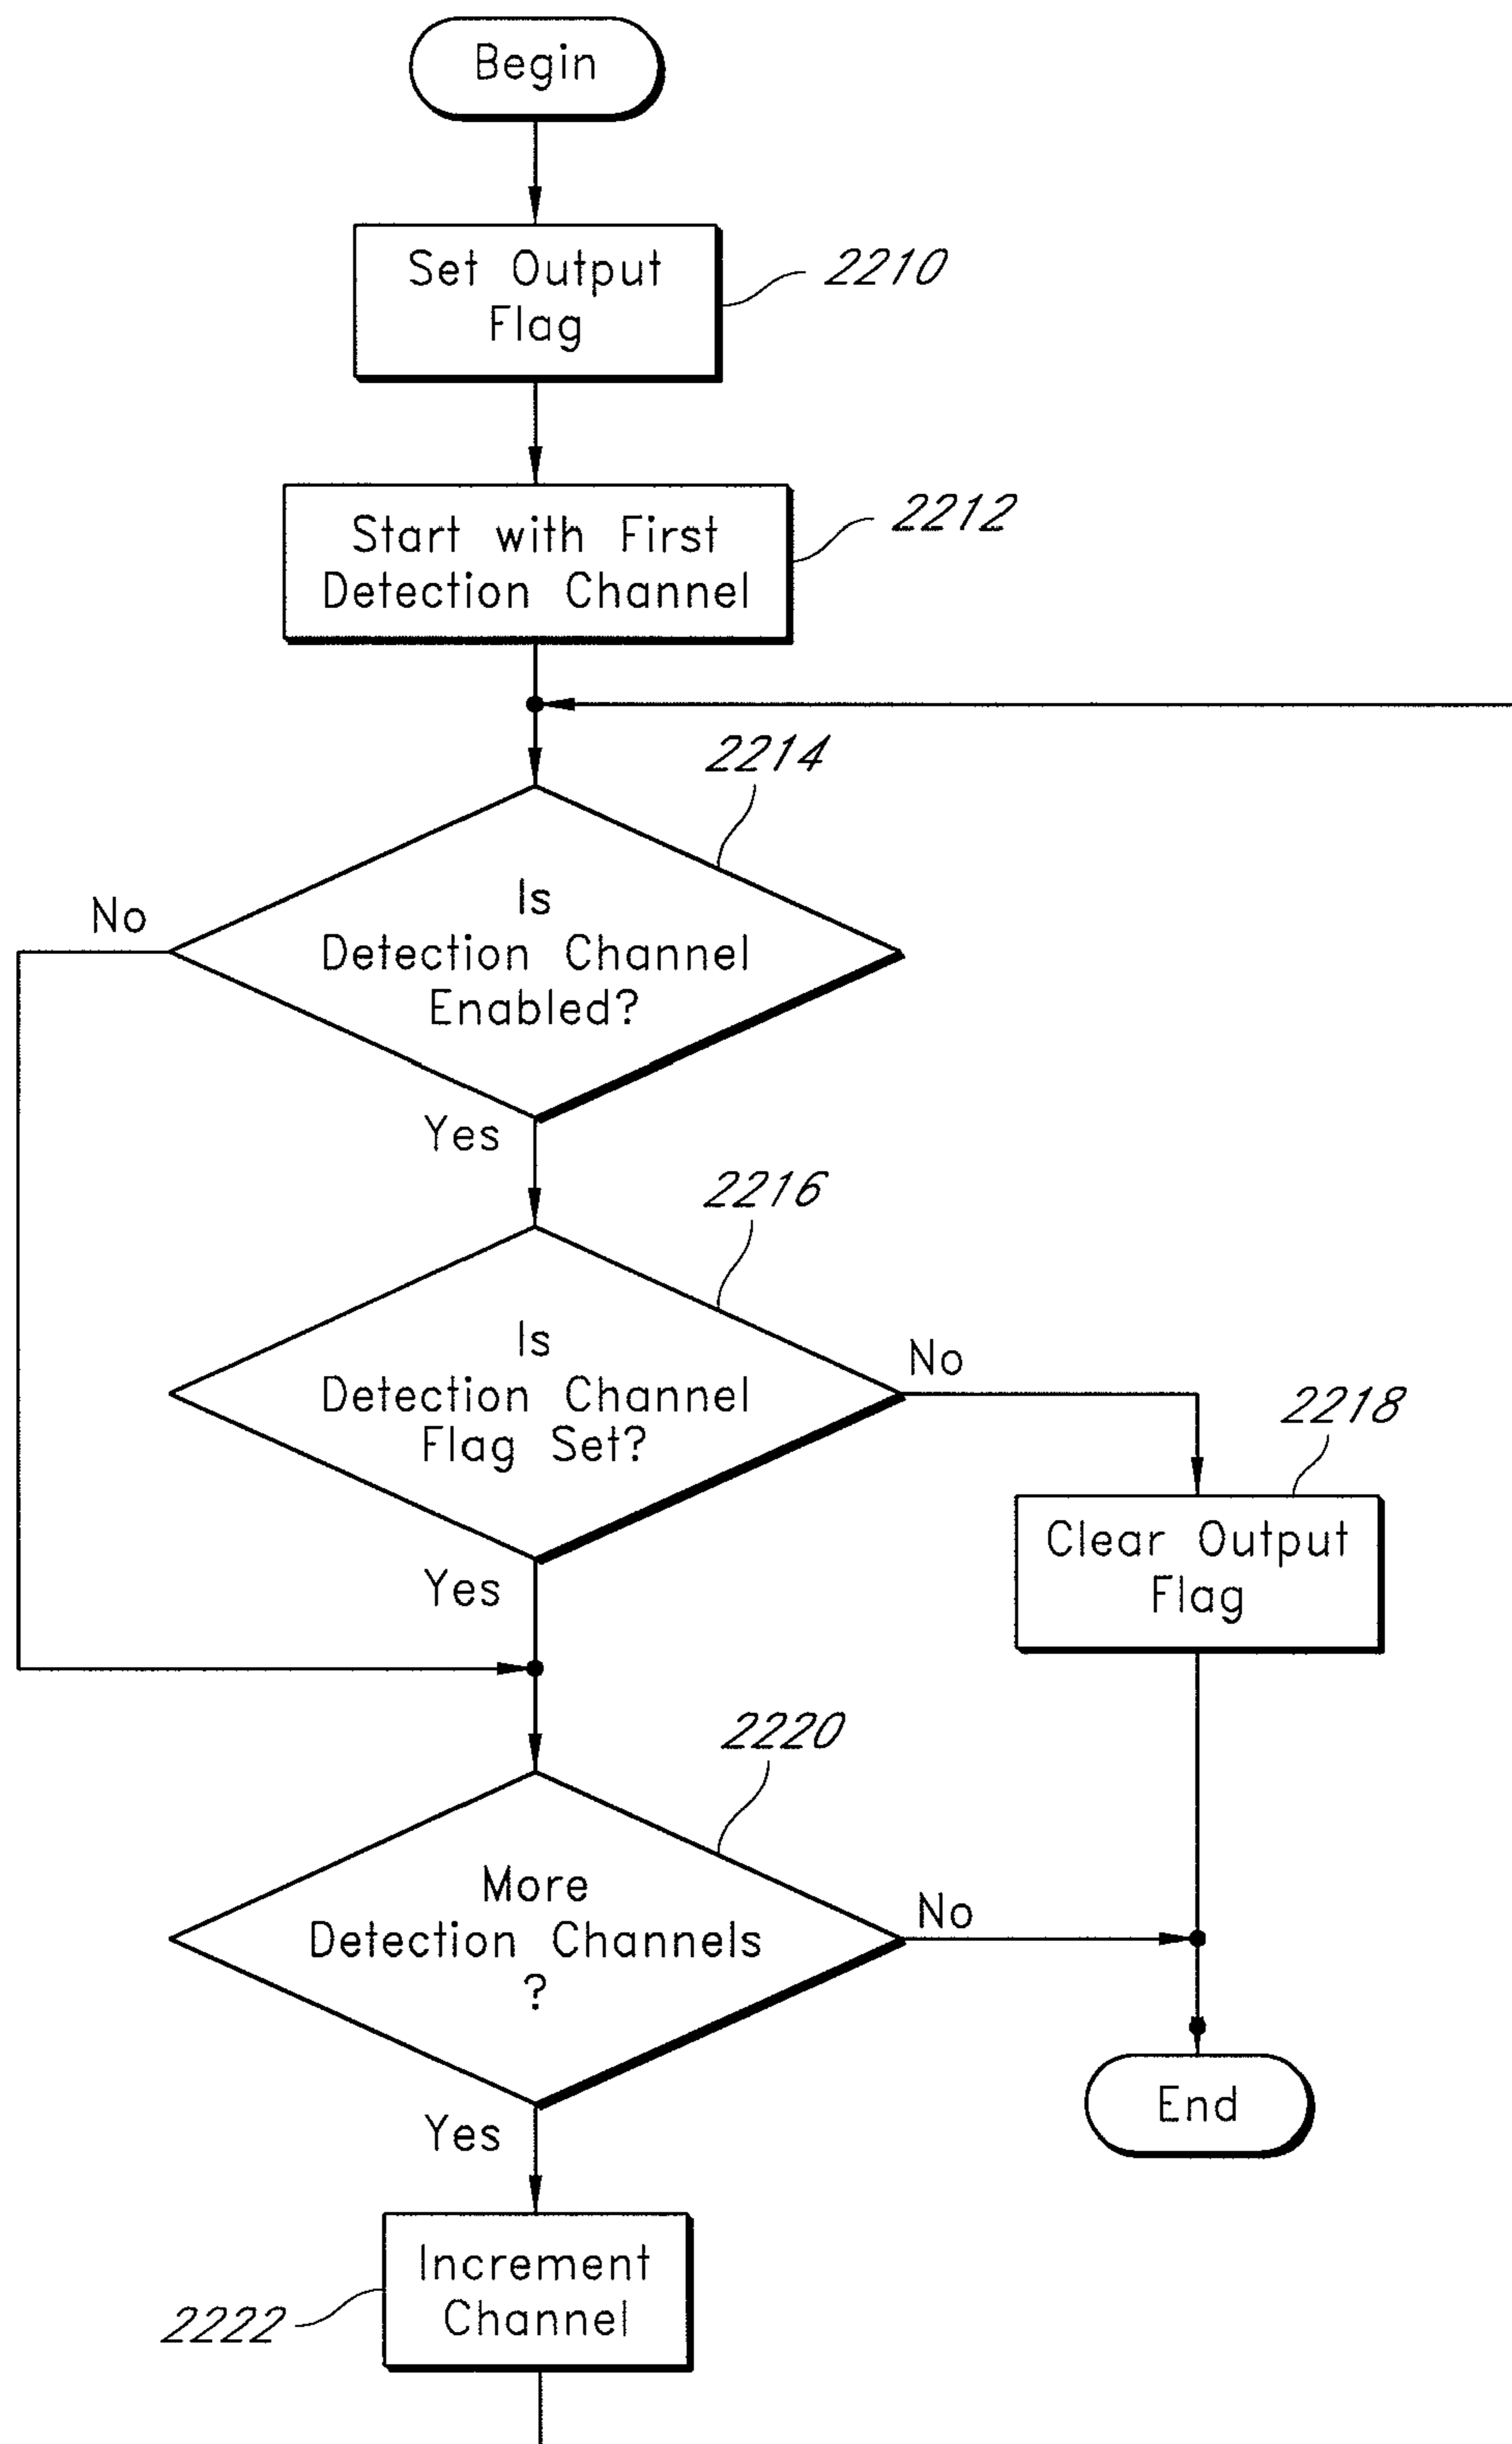 Begin
Set Output
Flag
2210
Start with First
Detection Channel
2212
2214
No
Is
Detection Channel
Enabled?
Yes
2216
Is
Detection Channel
Flag Set?
No
2218
Clear Output
Flag
Yes
2220
More
Detection Channels
?
No
End
Yes
Increment
Channel
2222